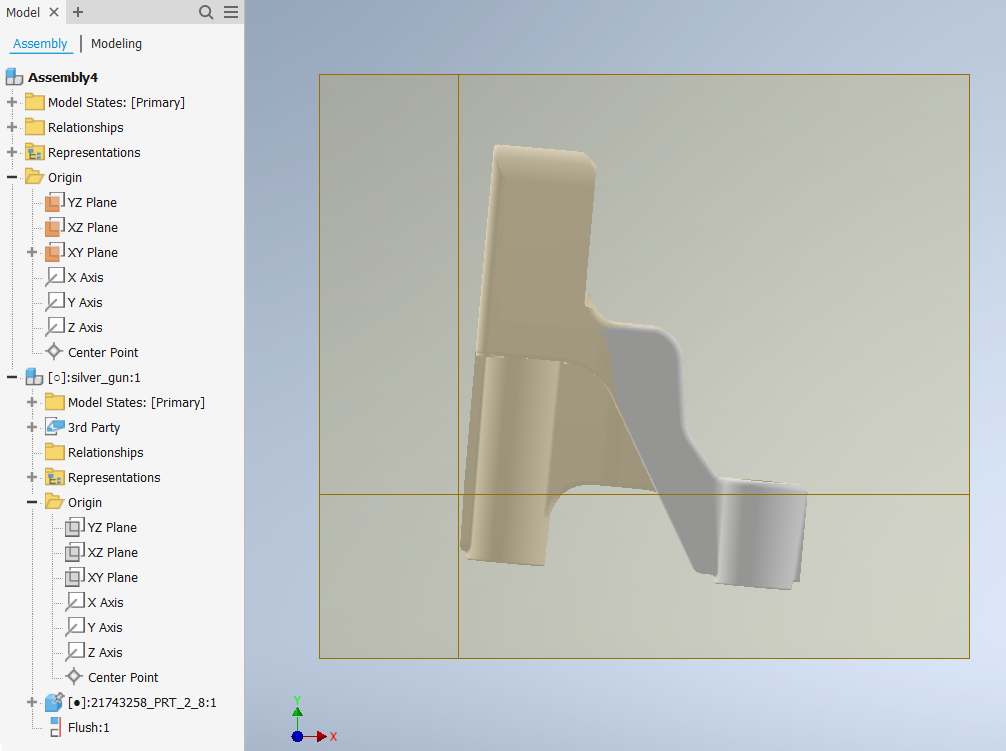 Model
Assembly | Modeling
Assembly4
Model States: [Primary]
Relationships
Representations
Origin
YZ Plane
XZ Plane
XY Plane
X Axis
Y Axis
Z Axis
Center Point
[○]:silver_gun:1
Model States: [Primary]
3rd Party
Relationships
Representations
Origin
YZ Plane
XZ Plane
XY Plane
X Axis
Y Axis
Z Axis
Center Point
[●]:21743258_PRT_2_8:1
Flush:1
Y
X